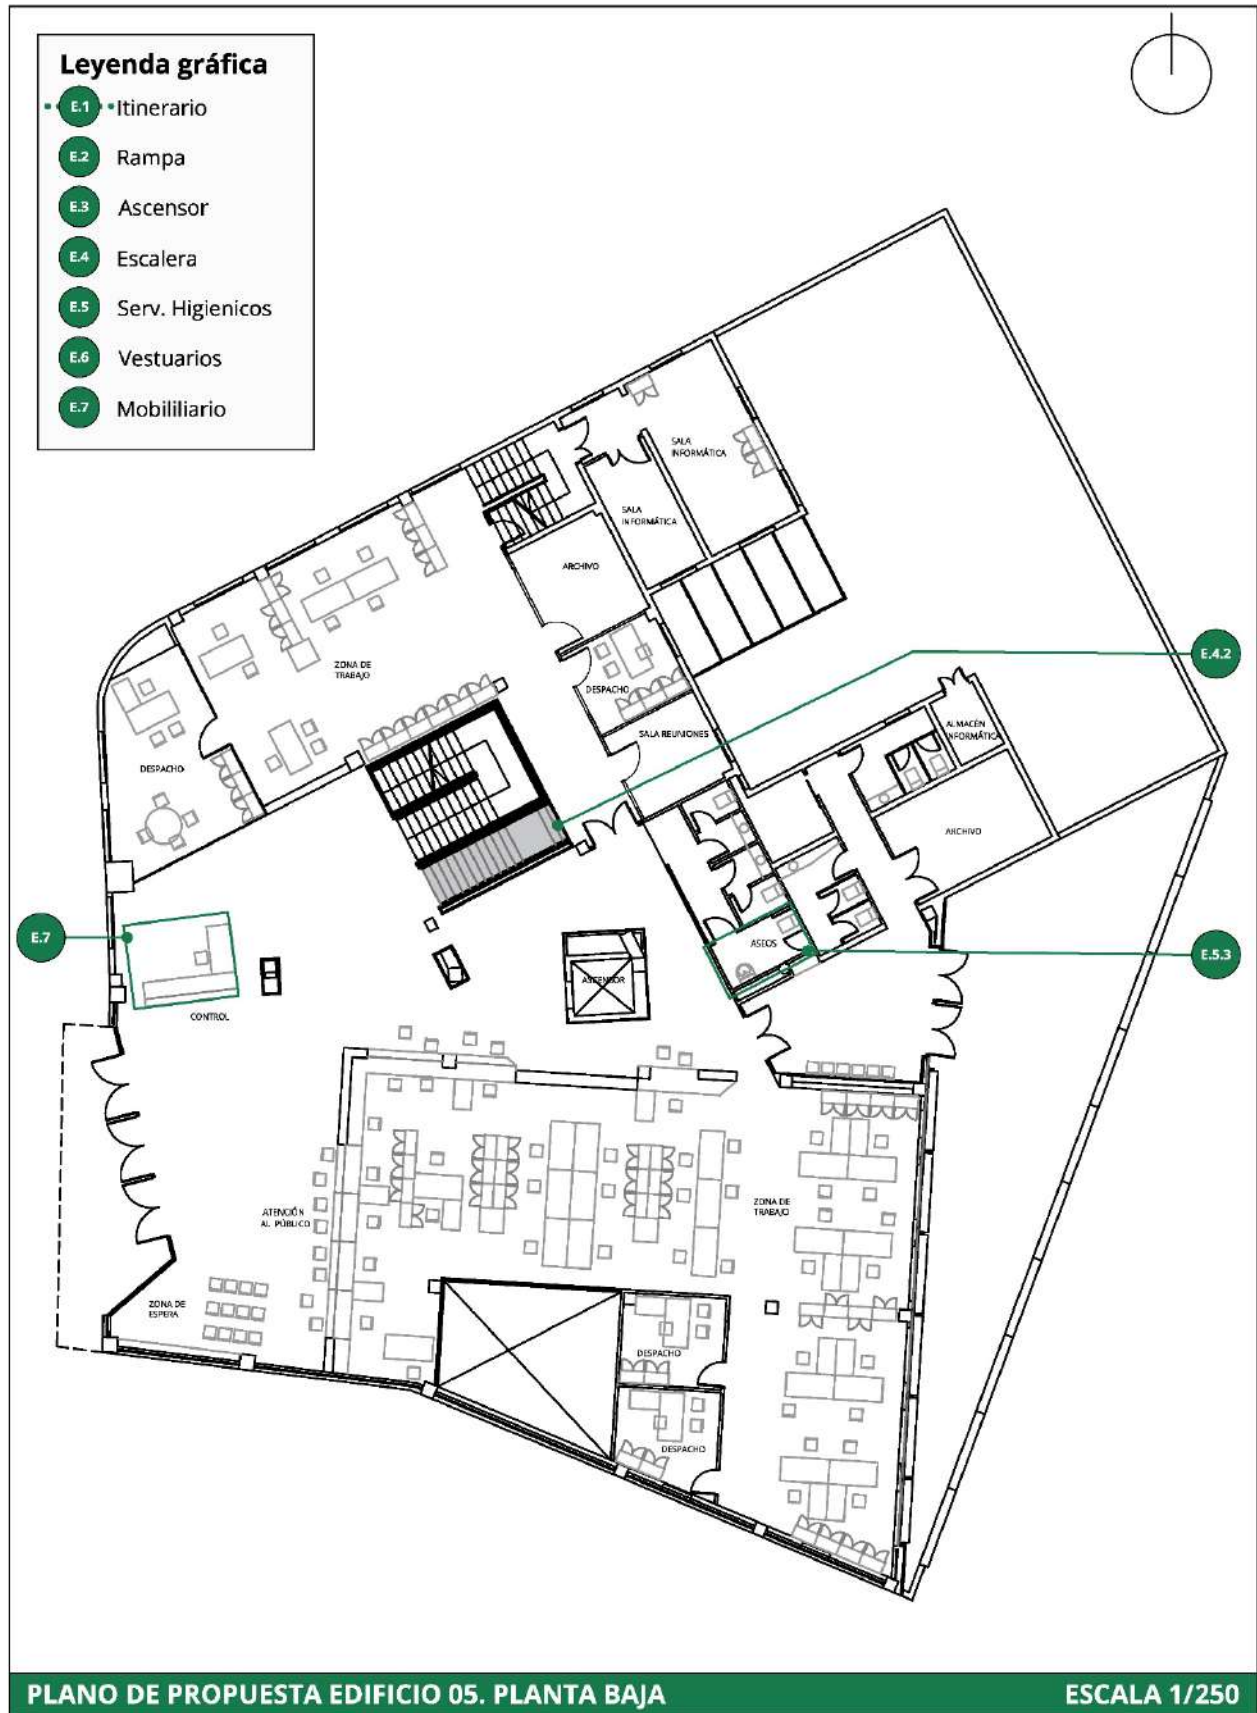 Leyenda gráfica
E.1 Itinerario
E.2 Rampa
E.3 Ascensor
E.4 Escalera
E.5 Serv. Higienicos
E.6 Vestuarios
E.7 Mobililiario
SALA
INFORMÁTICA
SALA
INFORMÁTICA
ARCHIVO
E.4.2
ZONA DE
TRABAJO
DESPACHO
ALMACÉN
INFORMÁTICA
SALA REUNIONES
DESPACHO
ARCHIVO
E.7
ASEOS
E.5.3
ASCENSOR
CONTROL
ATENCIÓN
AL PÚBLICO
ZONA DE
TRABAJO
ZONA DE
ESPERA
DESPACHO
DESPACHO
PLANO DE PROPUESTA EDIFICIO 05. PLANTA BAJA
ESCALA 1/250